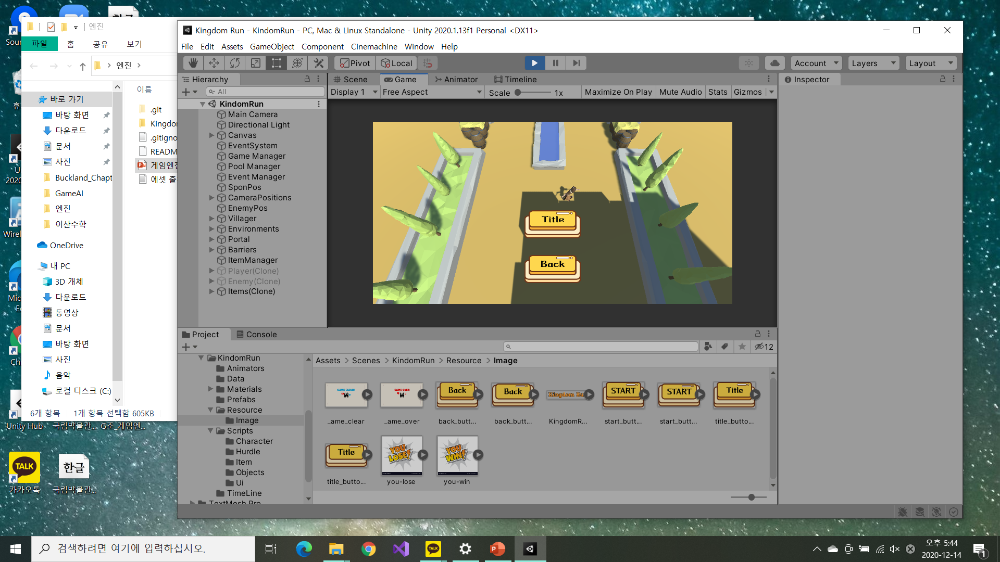 엔진
파일
홈
공유
보기
엔진
바로 가기
바탕 화면
다운로드
문서
사진
Buckland_Chapt
GameAI
엔진
이산수학
OneDrive
내 PC
3D 개체
다운로드
동영상
문서
바탕 화면
사진
음악
로컬 디스크 (C:)
이름
.git
.gitigno
READM
6개 항목
1개 항목 선택함 605KB
Kingdom Run - KindomRun - PC, Mac & Linux Standalone - Unity 2020.1.13f1 Personal <DX11>
File Edit Assets GameObject Component Cinemachine Window Help
Pivot Local
Account
Layers
Layout
Hierarchy
All
KindomRun
Main Camera
Directional Light
Canvas
EventSystem
Game Manager
Pool Manager
Event Manager
SponPos
CameraPositions
EnemyPos
Villager
Environments
Portal
Barriers
ItemManager
Player(Clone)
Enemy(Clone)
Items(Clone)
Scene
Game
Animator
Timeline
Display 1
Free Aspect
Scale 1x
Maximize On Play
Mute Audio
Stats
Gizmos
Title
Back
Inspector
Project
Console
12
KindomRun
Animators
Data
Materials
Prefabs
Resource
Image
Scripts
Character
Hurdle
Item
Objects
Ui
TimeLine
TextMesh Pro
Assets > Scenes > KindomRun > Resource > Image
GAME CLEAR!
GAME OVER
Back
Back
START
START
Title
_ame_clear
_ame_over
back_butt...
back_butt...
KingdomR...
start_butt...
start_butt...
title_butto...
Title
YOU LOSE!
YOU WIN!
title_butto...
you-lose
you-win
Unity Hub
국립박물관...
G조_게임엔...
TALK
한글
카카오톡
국립박물관...
검색하려면 여기에 입력하십시오.
TALK
오후 5:44
2020-12-14
1